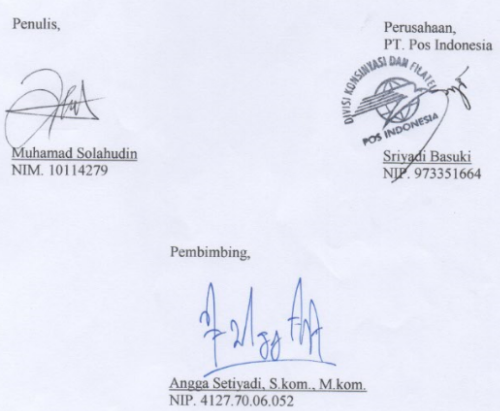 Penulis,
Muhamad Solahudin
NIM. 10114279
Perusahaan,
PT. Pos Indonesia
DIVISI KONSINYASI DAN FILATELI
POS INDONESIA
Sriyadi Basuki
NIP. 973351664
Pembimbing,
Angga Setiyadi, S.kom., M.kom.
NIP. 4127.70.06.052